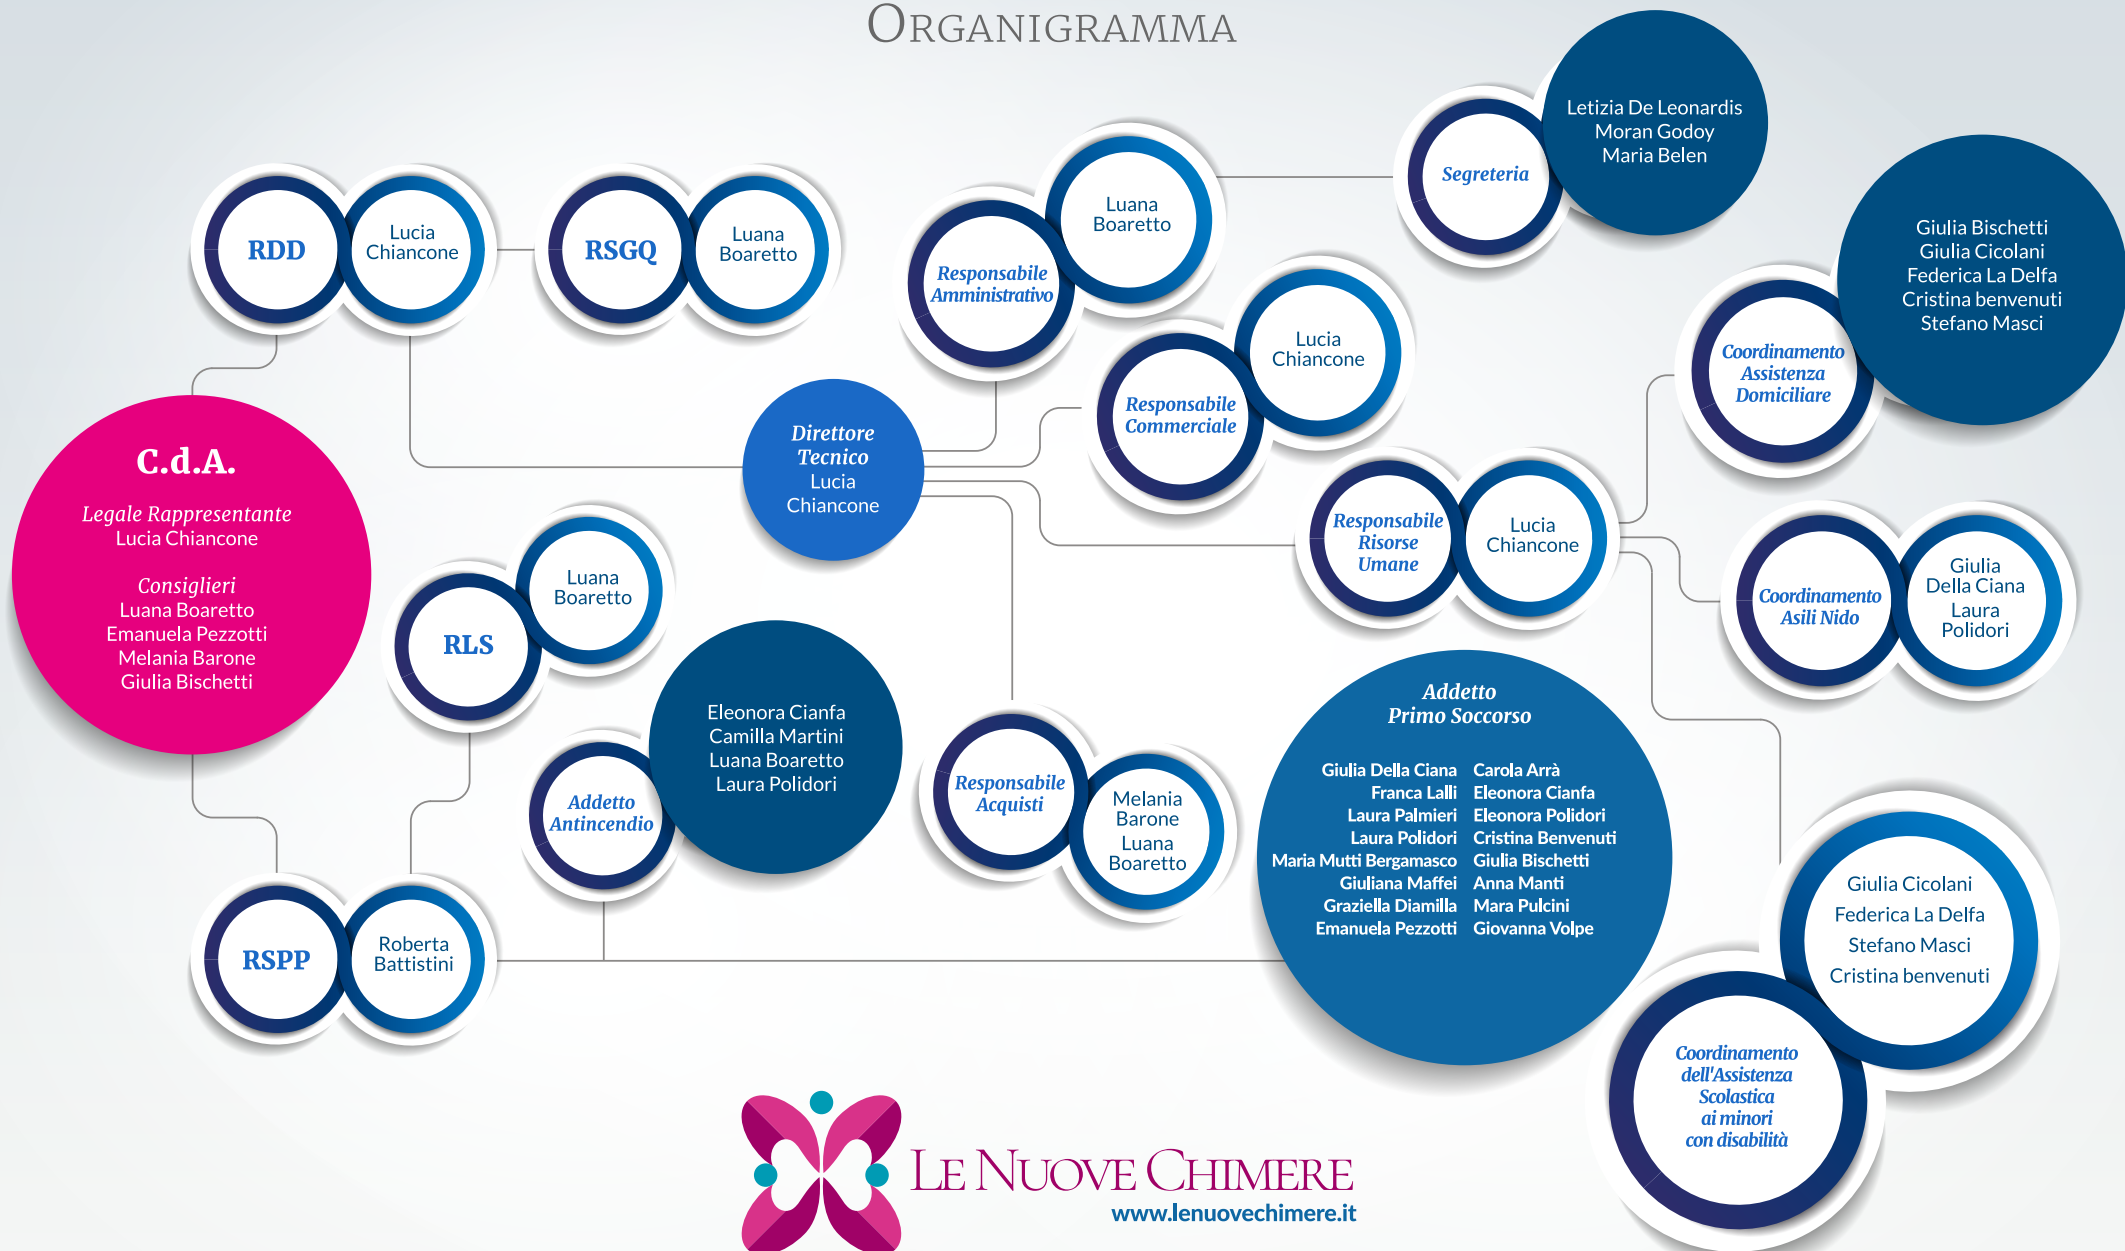 ORGANIGRAMMA
Letizia De Leonardis
Moran Godoy
Maria Belen
Segreteria
Luana
Boaretto
Responsabile
Amministrativo
RDD
Lucia
Chiancone
RSGQ
Luana
Boaretto
Giulia Bischetti
Giulia Cicolani
Federica La Delfa
Cristina benvenuti
Stefano Masci
Coordinamento
Assistenza
Domiciliare
Lucia
Chiancone
Responsabile
Commerciale
C.d.A.
Legale Rappresentante
Lucia Chiancone
Consiglieri
Luana Boaretto
Emanuela Pezzotti
Melania Barone
Giulia Bischetti
Direttore
Tecnico
Lucia
Chiancone
Responsabile
Risorse
Umane
Lucia
Chiancone
Coordinamento
Asili Nido
Giulia
Della Ciana
Laura
Polidori
RLS
Luana
Boaretto
Eleonora Cianfa
Camilla Martini
Luana Boaretto
Laura Polidori
Addetto
Antincendio
Responsabile
Acquisti
Melania
Barone
Luana
Boaretto
Addetto
Primo Soccorso
Giulia Della Ciana Carola Arrà
Franca Lalli Eleonora Cianfa
Laura Palmieri Eleonora Polidori
Laura Polidori Cristina Benvenuti
Maria Mutti Bergamasco Giulia Bischetti
Giuliana Maffei Anna Manti
Graziella Diamilla Mara Pulcini
Emanuela Pezzotti Giovanna Volpe
RSPP
Roberta
Battistini
Giulia Cicolani
Federica La Delfa
Stefano Masci
Cristina benvenuti
Coordinamento
dell'Assistenza
Scolastica
ai minori
con disabilità
LE NUOVE CHIMERE
www.lenuovechimere.it